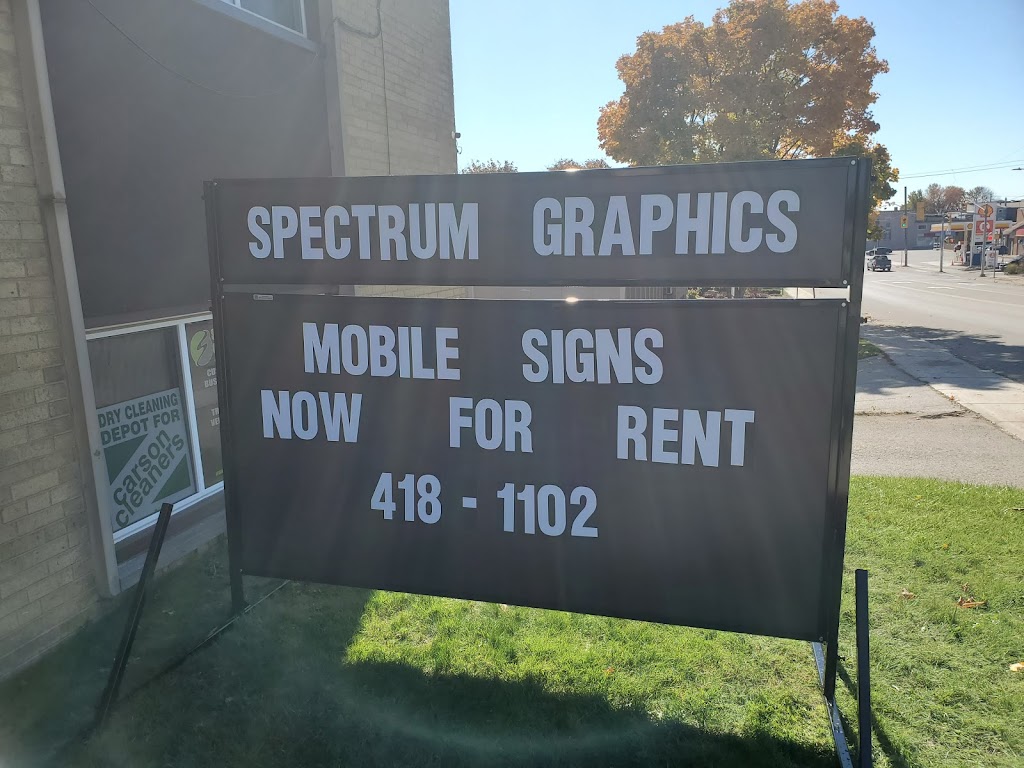 SPECTRUM GRAPHICS
MOBILE SIGNS
NOW FOR RENT
418 - 1102
DRY CLEANING
DEPOT FOR
carson
cleaners